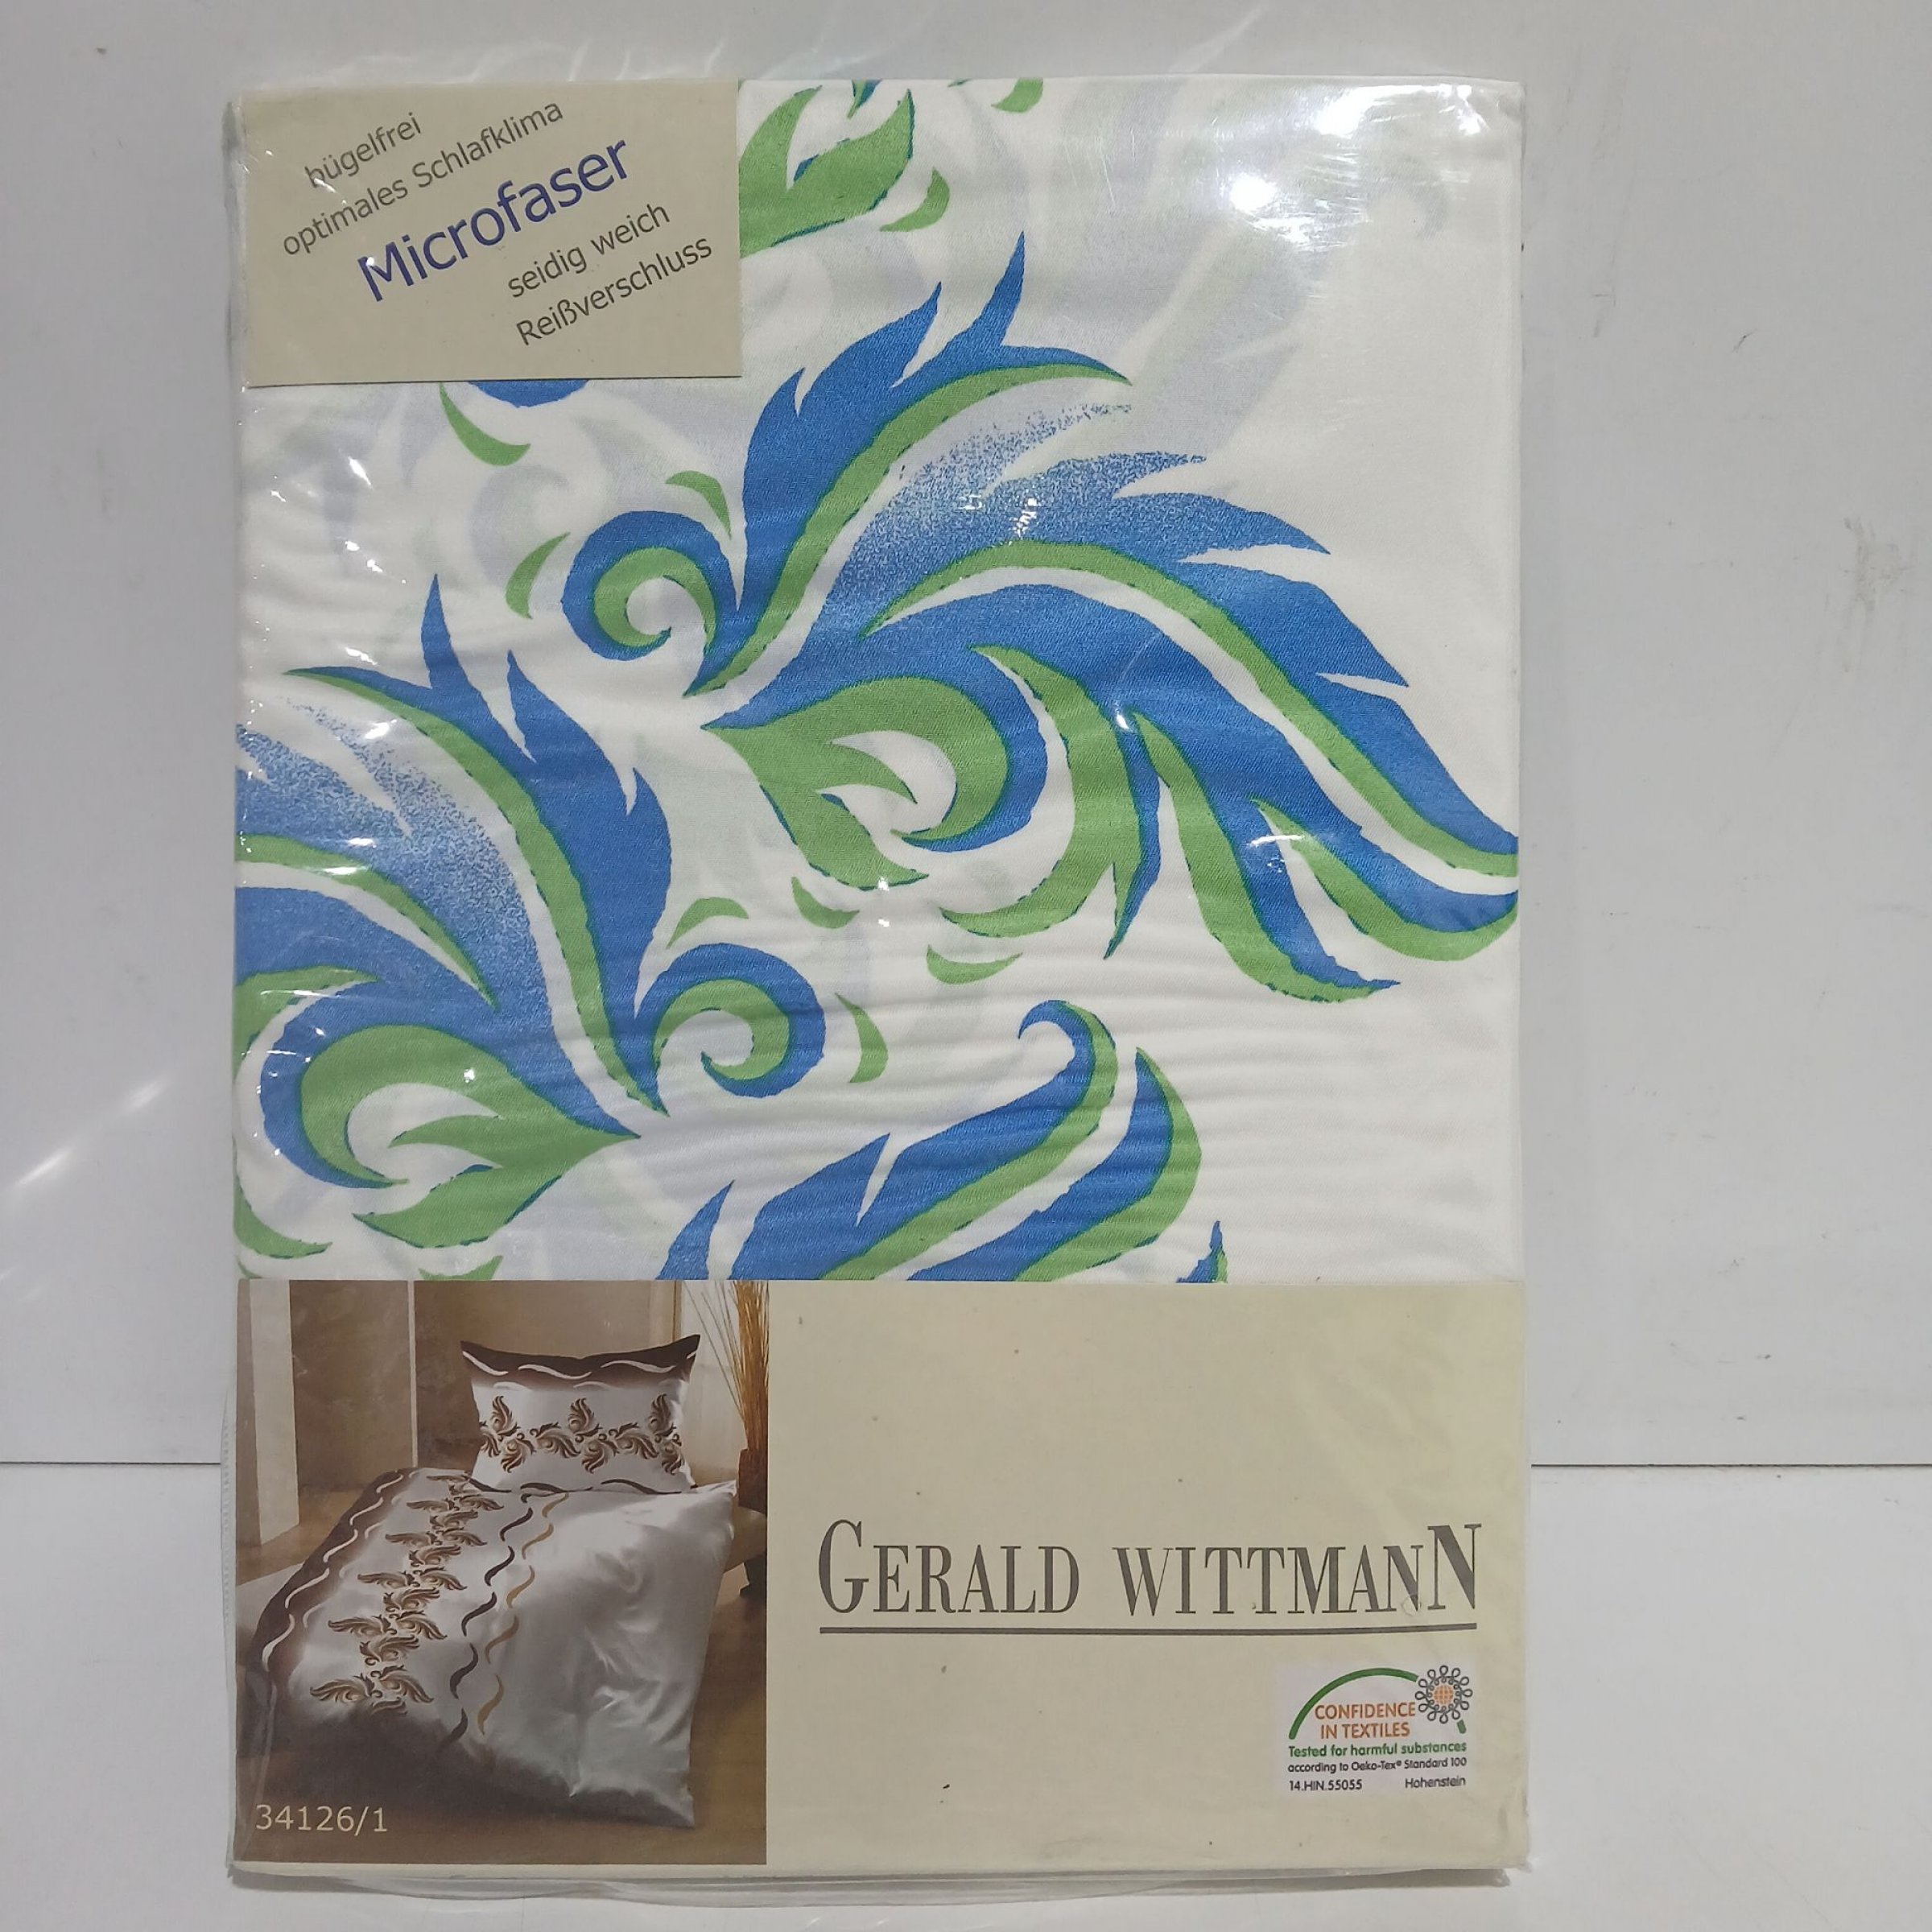 bügelfrei
optimales Schlafklima
Microfaser
seidig weich
Reißverschluss
GERALD WITTMANN
CONFIDENCE
IN TEXTILES
Tested for harmful substances
according to Oeko-Tex® Standard 100
14.HIN.55055 Hohenstein
34126/1